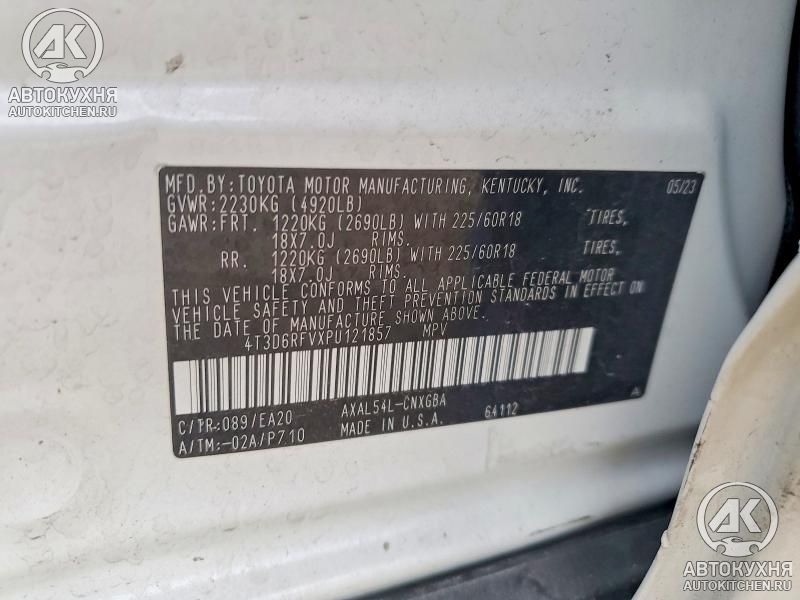 АК
АВТОКУХНЯ
AUTOKITCHEN.RU
MFD. BY:TOYOTA MOTOR MANUFACTURING, KENTUCKY, INC. 05/23
GVWR:2230KG (4920LB)
GAWR:FRT. 1220KG (2690LB) WITH 225/60R18 TIRES,
18X7.0J RIMS.
RR. 1220KG (2690LB) WITH 225/60R18 TIRES,
18X7.0J RIMS.
THIS VEHICLE CONFORMS TO ALL APPLICABLE FEDERAL MOTOR
VEHICLE SAFETY AND THEFT PREVENTION STANDARDS IN EFFECT ON
THE DATE OF MANUFACTURE SHOWN ABOVE.
4T3D6RFVXPU121857 MPV
C/TR:089/EA20 AXAL54L-CNXGBA 64112
A/TM:-02A/P710 MADE IN U.S.A. A
АК
АВТОКУХНЯ
AUTOKITCHEN.RU